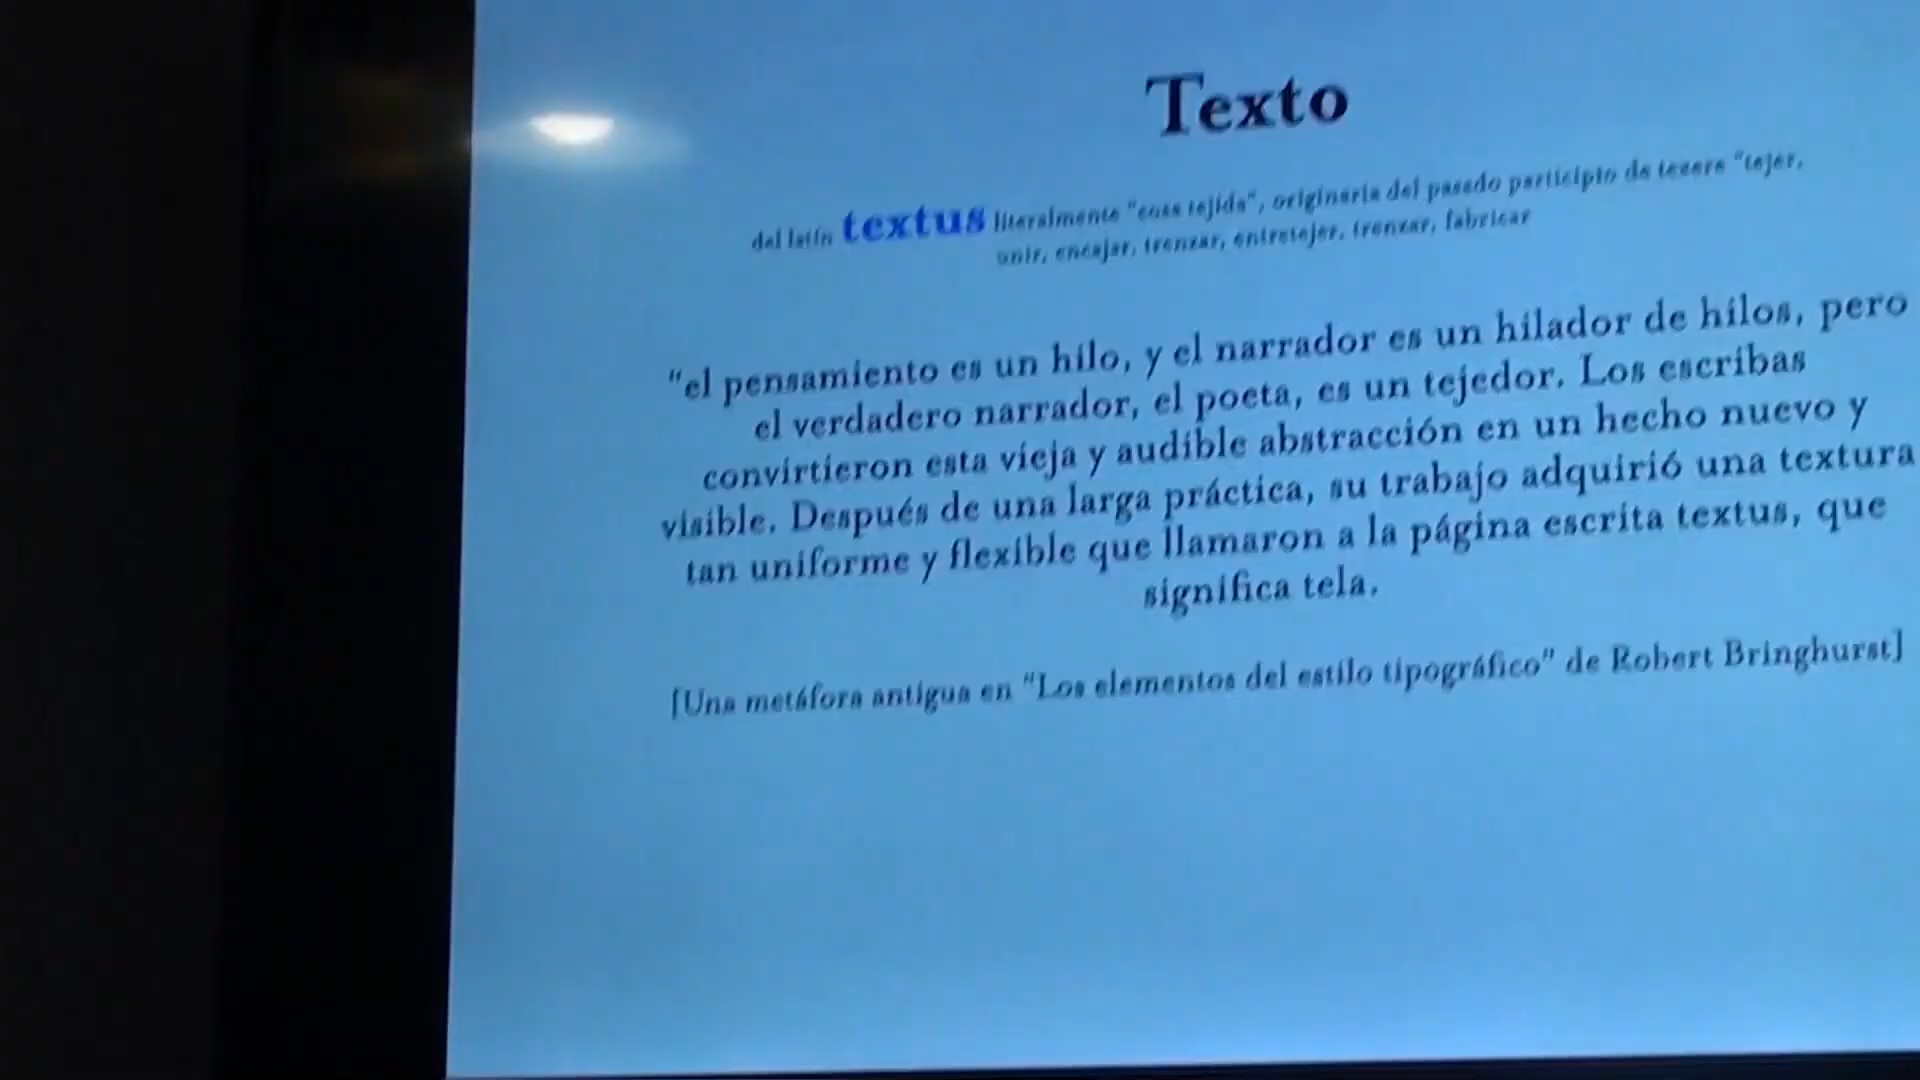 Texto
del latín textus literalmente "cosa tejida", originaria del pasado participio de texere "tejer,
unir, encajar, trenzar, entretejer, trenzar, fabricar
"el pensamiento es un hilo, y el narrador es un hilador de hilos, pero
el verdadero narrador, el poeta, es un tejedor. Los escribas
convirtieron esta vieja y audible abstracción en un hecho nuevo y
visible. Después de una larga práctica, su trabajo adquirió una textura
tan uniforme y flexible que llamaron a la página escrita textus, que
significa tela.
[Una metáfora antigua en "Los elementos del estilo tipográfico" de Robert Bringhurst]